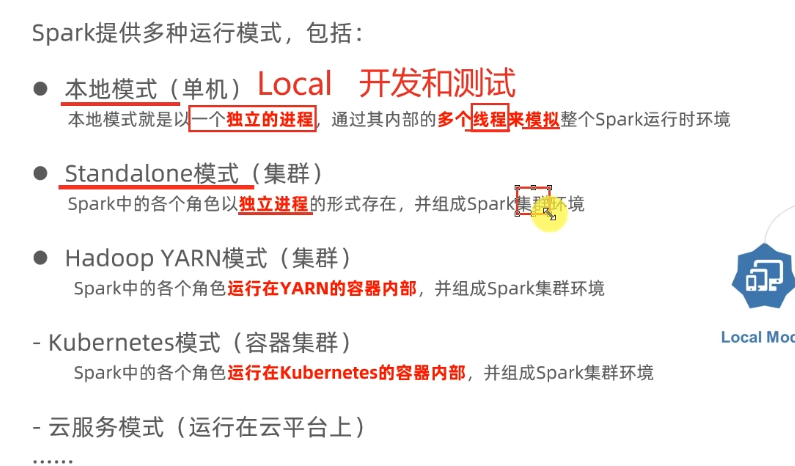 Spark提供多种运行模式，包括：
● 本地模式（单机）Local 开发和测试
本地模式就是以一个独立的进程，通过其内部的多个线程来模拟整个Spark运行时环境
● Standalone模式（集群）
Spark中的各个角色以独立进程的形式存在，并组成Spark集群环境
● Hadoop YARN模式（集群）
Spark中的各个角色运行在YARN的容器内部，并组成Spark集群环境
- Kubernetes模式（容器集群）
Spark中的各个角色运行在Kubernetes的容器内部，并组成Spark集群环境
Local Mod
- 云服务模式（运行在云平台上）
……